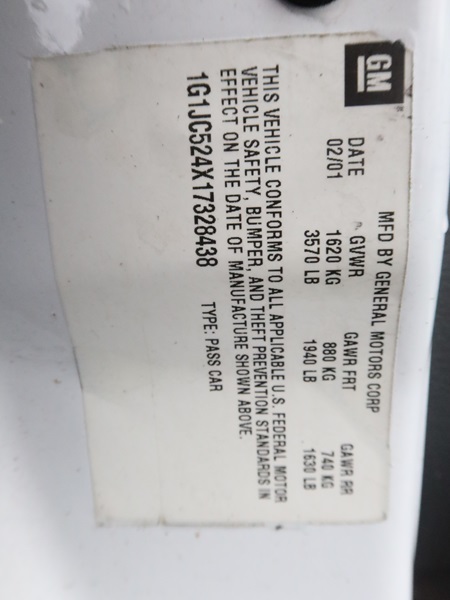 GM
MFD BY GENERAL MOTORS CORP
DATE GVWR GAWR FRT GAWR RR
02/01 1620 KG 880 KG 740 KG
3570 LB 1940 LB 1630 LB
THIS VEHICLE CONFORMS TO ALL APPLICABLE U.S. FEDERAL MOTOR
VEHICLE SAFETY, BUMPER, AND THEFT PREVENTION STANDARDS IN
EFFECT ON THE DATE OF MANUFACTURE SHOWN ABOVE.
1G1JC524X17328438 TYPE: PASS CAR